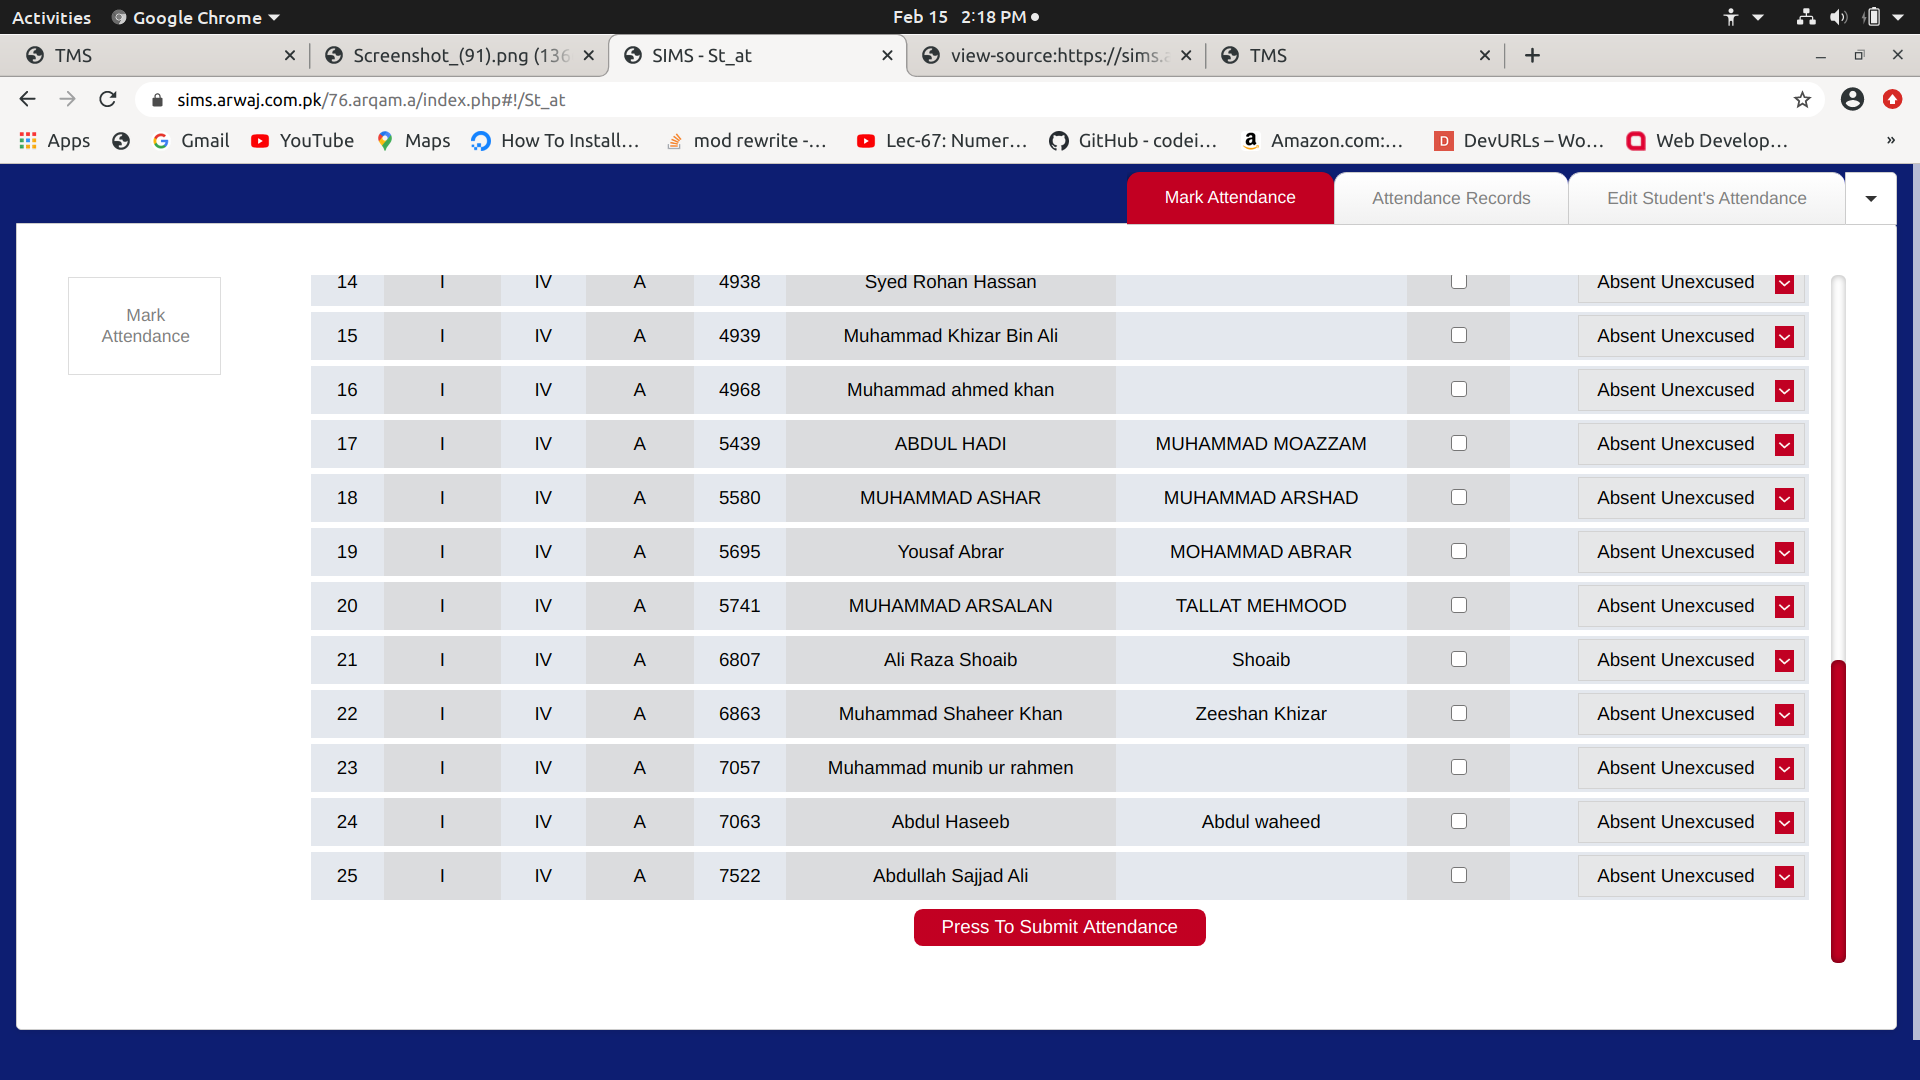 Activities Google Chrome Feb 15 2:18 PM
TMS Screenshot_(91).png (136 SIMS - St_at view-source:https://sims.a TMS
sims.arwaj.com.pk/76.arqam.a/index.php#!/St_at
Apps Gmail YouTube Maps How To Install... mod rewrite -... Lec-67: Numer... GitHub - codei... Amazon.com:... DevURLs – Wo... Web Develop... »
Mark Attendance Attendance Records Edit Student's Attendance
Mark
Attendance
14 I IV A 4938 Syed Rohan Hassan Absent Unexcused
15 I IV A 4939 Muhammad Khizar Bin Ali Absent Unexcused
16 I IV A 4968 Muhammad ahmed khan Absent Unexcused
17 I IV A 5439 ABDUL HADI MUHAMMAD MOAZZAM Absent Unexcused
18 I IV A 5580 MUHAMMAD ASHAR MUHAMMAD ARSHAD Absent Unexcused
19 I IV A 5695 Yousaf Abrar MOHAMMAD ABRAR Absent Unexcused
20 I IV A 5741 MUHAMMAD ARSALAN TALLAT MEHMOOD Absent Unexcused
21 I IV A 6807 Ali Raza Shoaib Shoaib Absent Unexcused
22 I IV A 6863 Muhammad Shaheer Khan Zeeshan Khizar Absent Unexcused
23 I IV A 7057 Muhammad munib ur rahmen Absent Unexcused
24 I IV A 7063 Abdul Haseeb Abdul waheed Absent Unexcused
25 I IV A 7522 Abdullah Sajjad Ali Absent Unexcused
Press To Submit Attendance